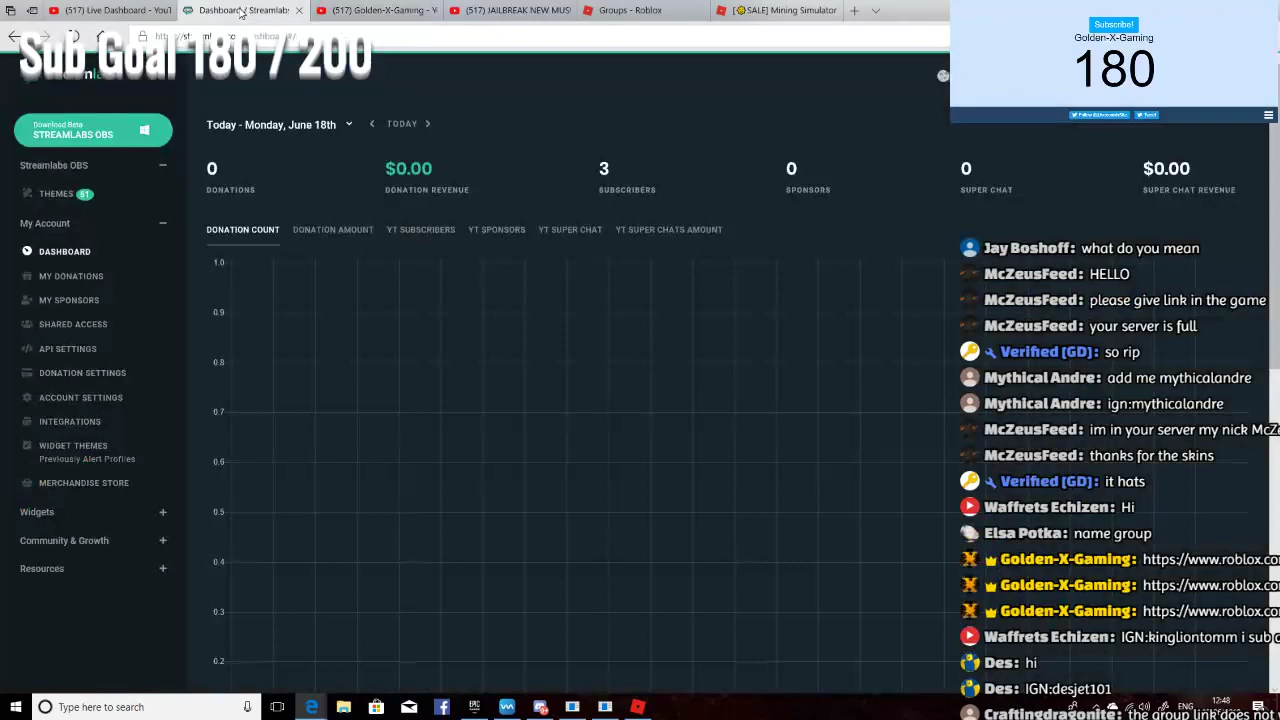 (517) Live Dashboard - YouT
Dashboard | Streamlabs
(517) Golden-X-Gaming - Y
(517) JAILBREAK NEW MUS
Groups - Roblox
[SALE] Mining Simulator
Sub Goal 180 / 200
Subscribe!
Golden-X-Gaming
180
Tweet
Download Beta
STREAMLABS OBS
Today - Monday, June 18th
TODAY
0
$0.00
3
0
0
$0.00
DONATIONS
DONATION REVENUE
SUBSCRIBERS
SPONSORS
SUPER CHAT
SUPER CHAT REVENUE
Streamlabs OBS
THEMES 51
My Account
DASHBOARD
MY DONATIONS
MY SPONSORS
SHARED ACCESS
API SETTINGS
DONATION SETTINGS
ACCOUNT SETTINGS
INTEGRATIONS
WIDGET THEMES
Previously Alert Profiles
MERCHANDISE STORE
Widgets
Community & Growth
Resources
DONATION COUNT
DONATION AMOUNT
YT SUBSCRIBERS
YT SPONSORS
YT SUPER CHAT
YT SUPER CHATS AMOUNT
1.0
0.9
0.8
0.7
0.6
0.5
0.4
0.3
0.2
Jay Boshoff: what do you mean
McZeusFeed: HELLO
McZeusFeed: please give link in the game
McZeusFeed: your server is full
Verified [GD]: so rip
Mythical Andre: add me mythicalandre
Mythical Andre: ign:mythicalandre
McZeusFeed: im in your server my nick McZe
McZeusFeed: thanks for the skins
Verified [GD]: it hats
Waffrets Echizen: Hi
Elsa Potka: name group
Golden-X-Gaming: https://www.roblox.com
Golden-X-Gaming: https://www.roblox.com
Golden-X-Gaming: https://www.roblox.com
Waffrets Echizen: IGN:kingliontomm i sub
Des: hi
Des: IGN:desjet101
Craftingdragonite: the group link does not
Type here to search
ENG
12:48